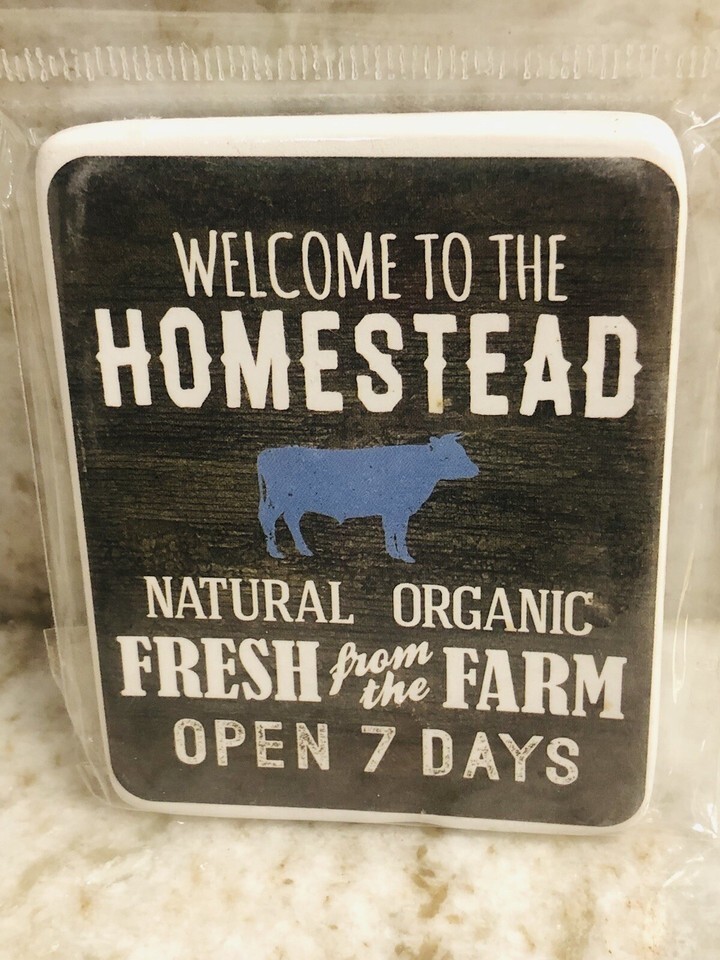 WELCOME TO THE
HOMESTEAD
NATURAL ORGANIC
FRESH from the FARM
OPEN 7 DAYS